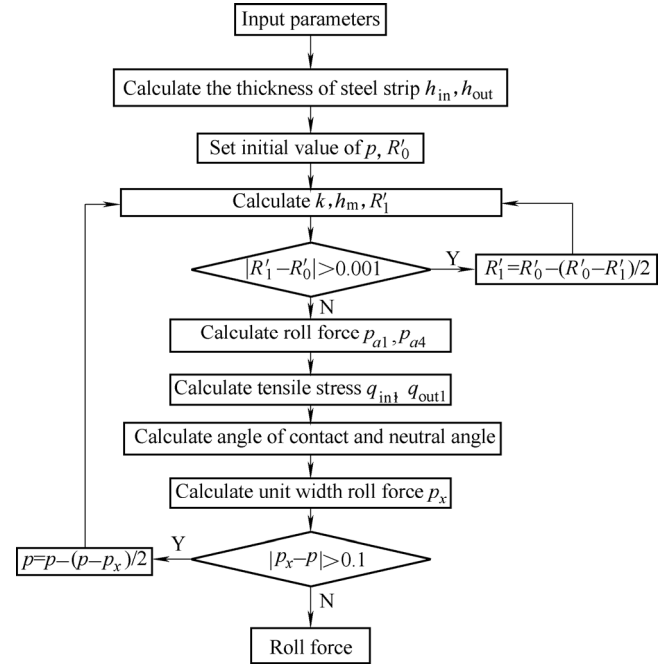 Input parameters
Calculate the thickness of steel strip h_in, h_out
Set initial value of p, R′_0
Calculate k, h_m, R′_1
|R′_1−R′_0|>0.001
Y
R′_1=R′_0−(R′_0−R′_1)/2
N
Calculate roll force p_a1, p_a4
Calculate tensile stress q_in1, q_out1
Calculate angle of contact and neutral angle
Calculate unit width roll force p_x
|p_x−p|>0.1
Y
p=p−(p−p_x)/2
N
Roll force